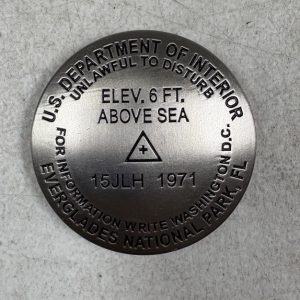 U.S. DEPARTMENT OF INTERIOR
UNLAWFUL TO DISTURB
ELEV. 6 FT.
ABOVE SEA
15JLH 1971
FOR INFORMATION WRITE WASHINGTON D.C.
EVERGLADES NATIONAL PARK, FL